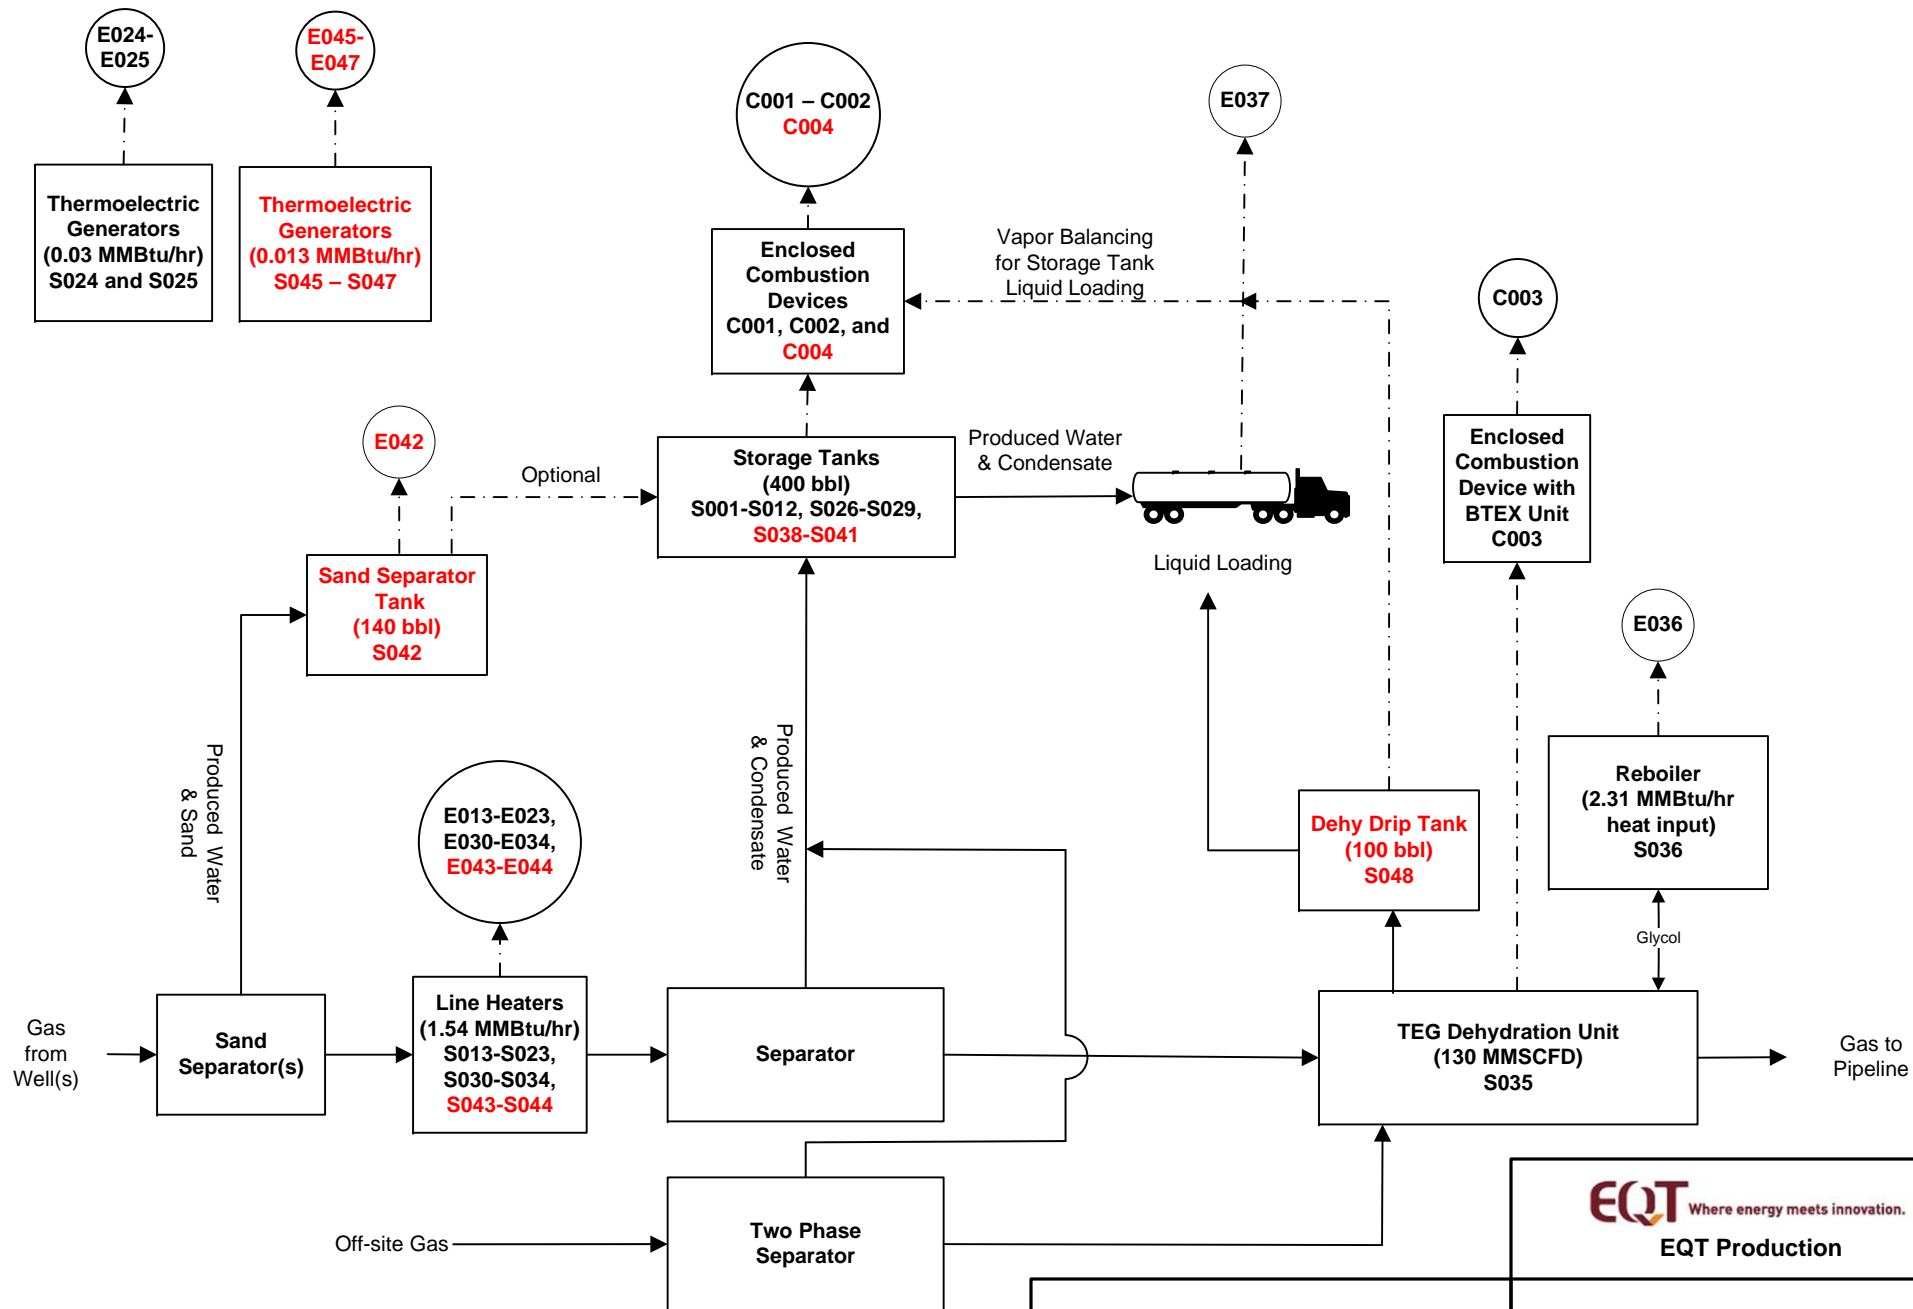 E024-
E025
E045-
E047
Thermoelectric
Generators
(0.03 MMBtu/hr)
S024 and S025
Thermoelectric
Generators
(0.013 MMBtu/hr)
S045 – S047
C001 – C002
C004
E037
Enclosed
Combustion
Devices
C001, C002, and
C004
Vapor Balancing
for Storage Tank
Liquid Loading
C003
Enclosed
Combustion
Device with
BTEX Unit
C003
E042
Optional
Storage Tanks
(400 bbl)
S001-S012, S026-S029,
S038-S041
Produced Water
& Condensate
Liquid Loading
Sand Separator
Tank
(140 bbl)
S042
E036
Produced Water
& Sand
Produced Water
& Condensate
E013-E023,
E030-E034,
E043-E044
Dehy Drip Tank
(100 bbl)
S048
Reboiler
(2.31 MMBtu/hr
heat input)
S036
Glycol
Gas
from
Well(s)
Sand
Separator(s)
Line Heaters
(1.54 MMBtu/hr)
S013-S023,
S030-S034,
S043-S044
Separator
TEG Dehydration Unit
(130 MMSCFD)
S035
Gas to
Pipeline
Off-site Gas
Two Phase
Separator
EQT Where energy meets innovation.
EQT Production